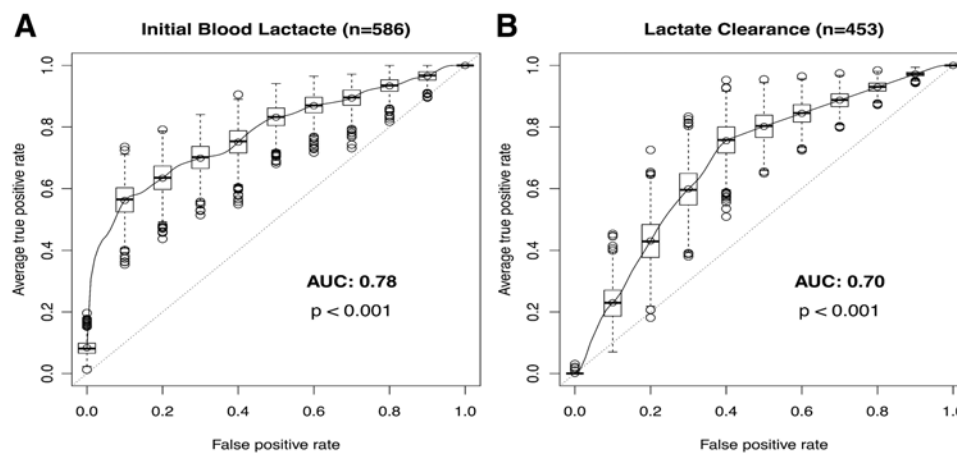 A
Initial Blood Lactacte (n=586)
Average true positive rate
1.0
0.8
0.6
0.4
0.2
0.0
AUC: 0.78
p < 0.001
0.0 0.2 0.4 0.6 0.8 1.0
False positive rate
B
Lactate Clearance (n=453)
Average true positive rate
1.0
0.8
0.6
0.4
0.2
0.0
AUC: 0.70
p < 0.001
0.0 0.2 0.4 0.6 0.8 1.0
False positive rate